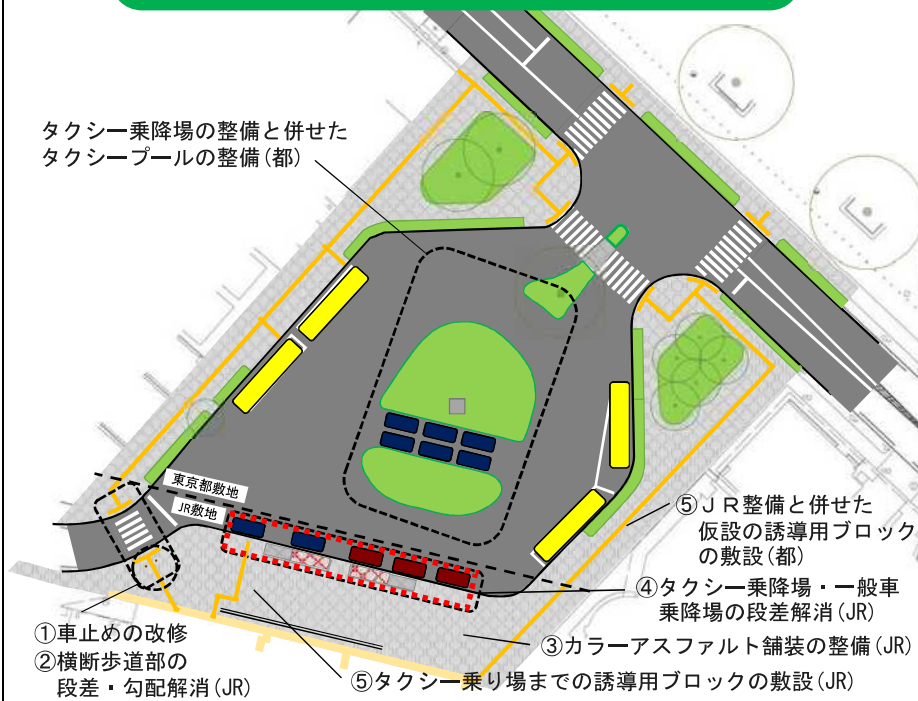 タクシー乗降場の整備と併せた
タクシープールの整備(都)
東京都敷地
JR敷地
⑤ＪＲ整備と併せた
仮設の誘導用ブロック
の敷設(都)
④タクシー乗降場・一般車
乗降場の段差解消(JR)
③カラーアスファルト舗装の整備(JR)
①車止めの改修
②横断歩道部の
段差・勾配解消(JR)
⑤タクシー乗り場までの誘導用ブロックの敷設(JR)